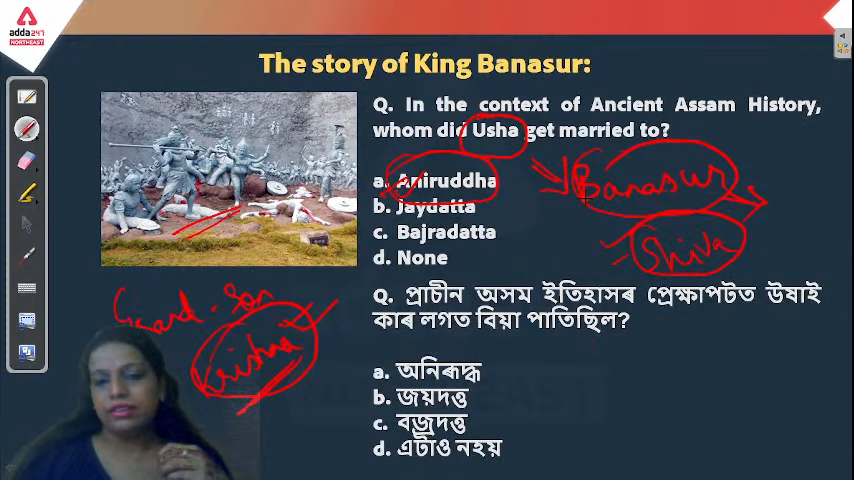 adda247
NORTHEAST
The story of King Banasur:
Q. In the context of Ancient Assam History,
whom did Usha get married to?
a. Aniruddha
b. Jaydatta
c. Bajradatta
d. None
Banasur
Shiva
Q. প্ৰাচীন অসম ইতিহাসৰ প্ৰেক্ষাপটত উষাই
কাৰ লগত বিয়া পাতিছিল?
a. অনিৰূদ্ধ
b. জয়দত্ত
c. বজ্ৰদত্ত
d. এটাও নহয়
Grand-Son
Krishna